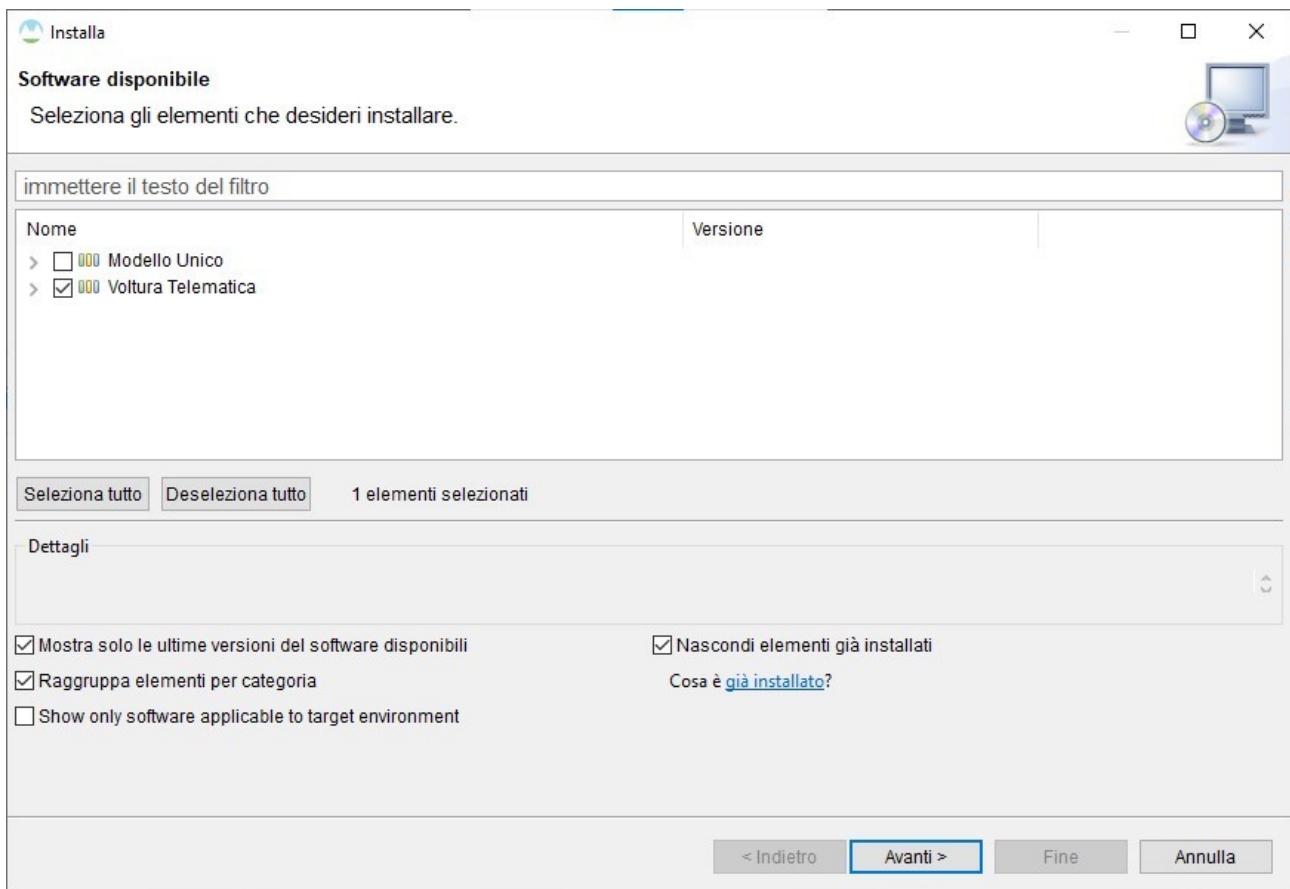 Installa
Software disponibile
Seleziona gli elementi che desideri installare.
immettere il testo del filtro
Nome Versione
Modello Unico
Voltura Telematica
Seleziona tutto Deseleziona tutto 1 elementi selezionati
Dettagli
Mostra solo le ultime versioni del software disponibili Nascondi elementi già installati
Raggruppa elementi per categoria Cosa è già installato?
Show only software applicable to target environment
< Indietro Avanti > Fine Annulla